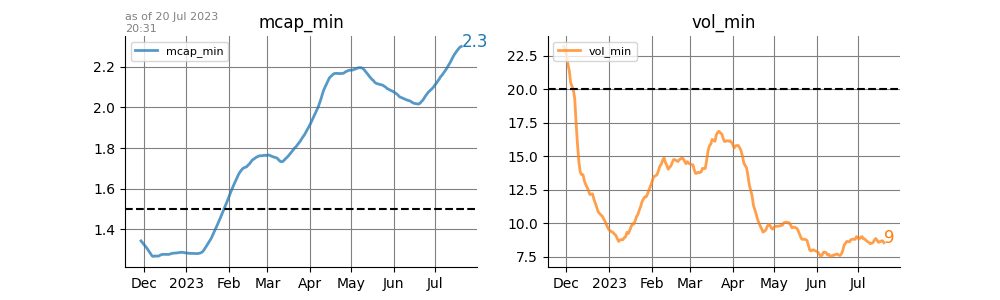 as of 20 Jul 2023
20:31
mcap_min
mcap_min
2.3
2.2
2.0
1.8
1.6
1.4
Dec 2023 Feb Mar Apr May Jun Jul
vol_min
vol_min
22.5
20.0
17.5
15.0
12.5
10.0
7.5
9
Dec 2023 Feb Mar Apr May Jun Jul